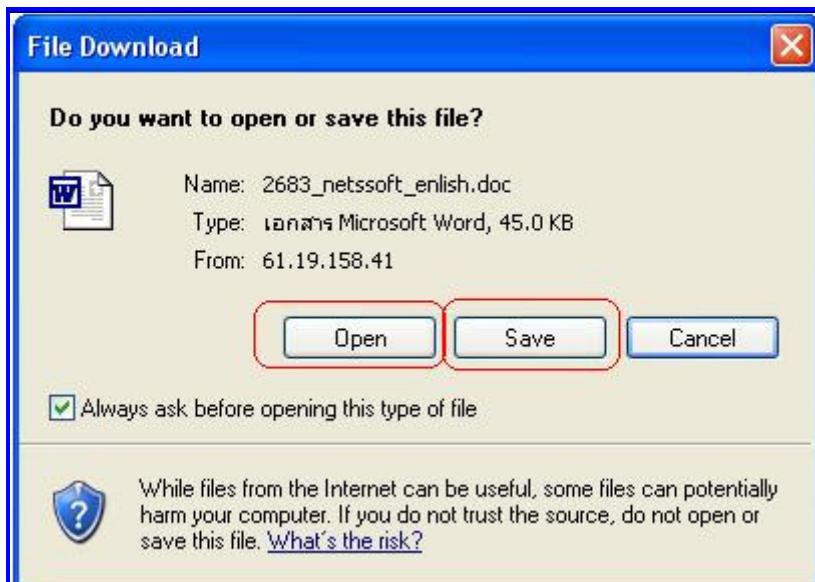 File Download
Do you want to open or save this file?
Name: 2683_netssoft_enlish.doc
Type: เอกสาร Microsoft Word, 45.0 KB
From: 61.19.158.41
Open Save Cancel
Always ask before opening this type of file
While files from the Internet can be useful, some files can potentially
harm your computer. If you do not trust the source, do not open or
save this file. What's the risk?